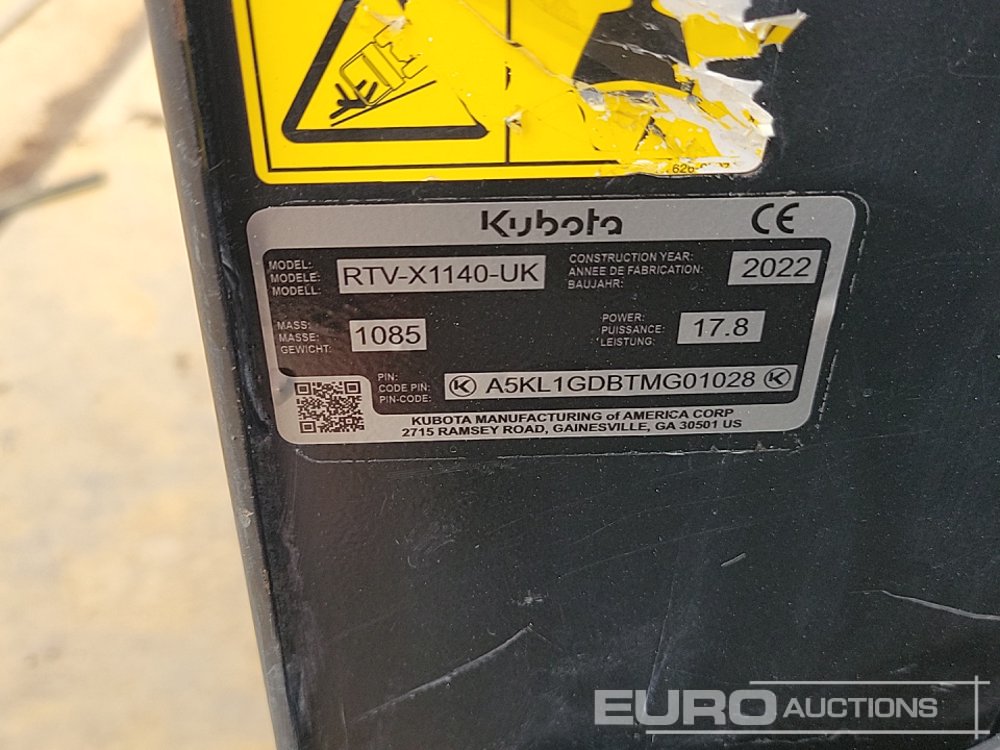 Kubota CE
MODEL:
MODELE:
MODELL:
RTV-X1140-UK
CONSTRUCTION YEAR:
ANNEE DE FABRICATION:
BAUJAHR:
2022
MASS:
MASSE:
GEWICHT:
1085
POWER:
PUISSANCE:
LEISTUNG:
17.8
PIN:
CODE PIN:
PIN-CODE:
A5KL1GDBTMG01028
KUBOTA MANUFACTURING of AMERICA CORP
2715 RAMSEY ROAD, GAINESVILLE, GA 30501 US
EURO AUCTIONS